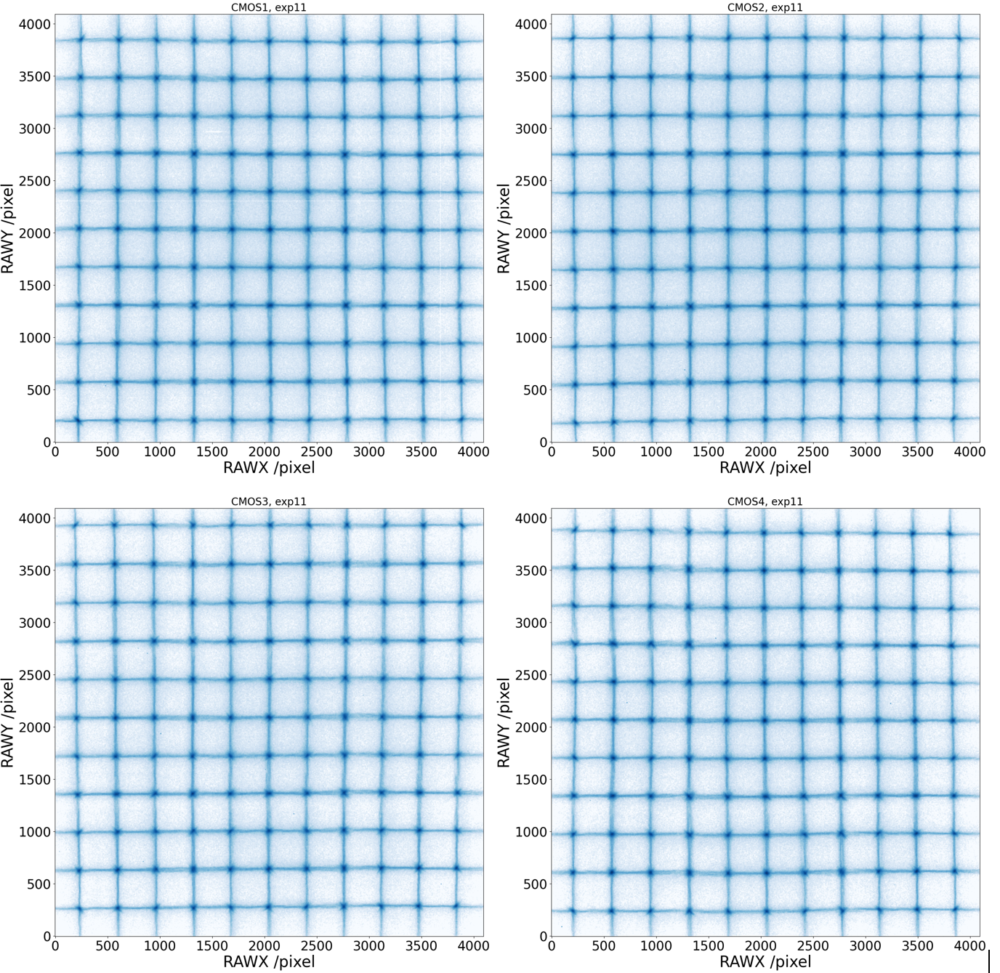 CMOS1, exp11
4000
3500
3000
2500
2000
1500
1000
500
0
RAWY /pixel
0 500 1000 1500 2000 2500 3000 3500 4000
RAWX /pixel
CMOS2, exp11
4000
3500
3000
2500
2000
1500
1000
500
0
RAWY /pixel
0 500 1000 1500 2000 2500 3000 3500 4000
RAWX /pixel
CMOS3, exp11
4000
3500
3000
2500
2000
1500
1000
500
0
RAWY /pixel
0 500 1000 1500 2000 2500 3000 3500 4000
RAWX /pixel
CMOS4, exp11
4000
3500
3000
2500
2000
1500
1000
500
0
RAWY /pixel
0 500 1000 1500 2000 2500 3000 3500 4000
RAWX /pixel